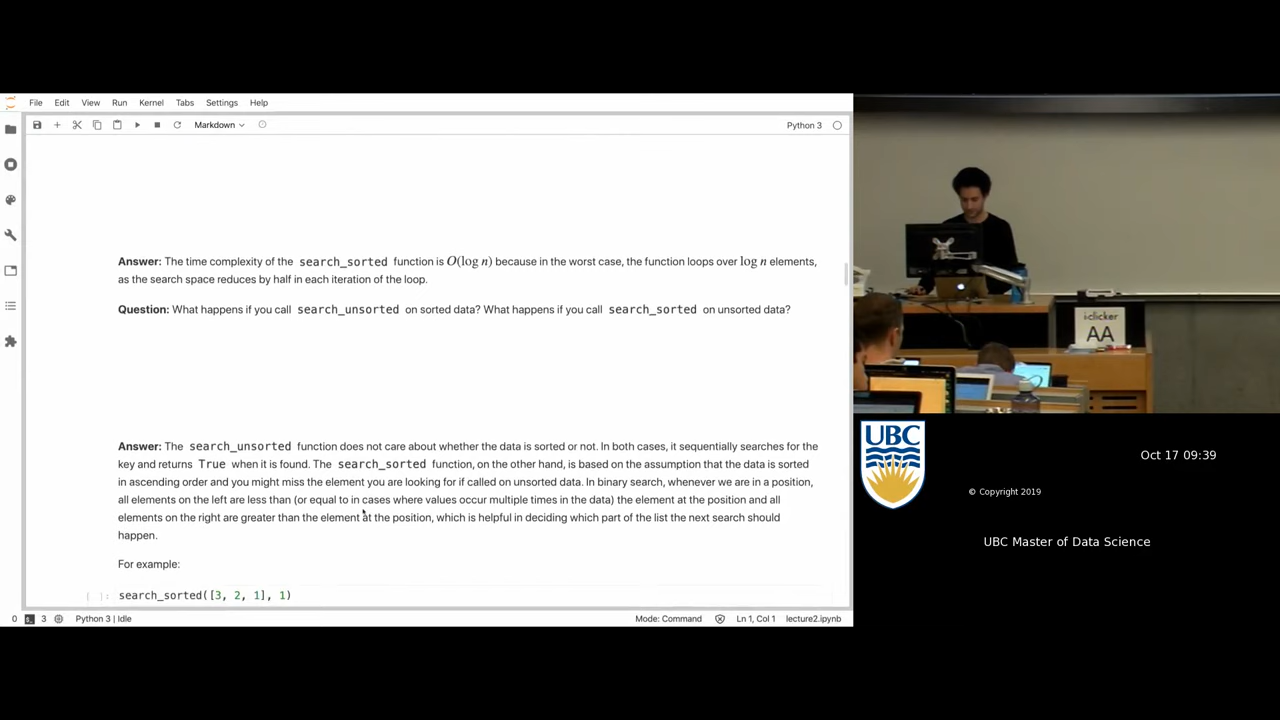 File Edit View Run Kernel Tabs Settings Help
Markdown
Python 3
Answer: The time complexity of the search_sorted function is O(log n) because in the worst case, the function loops over log n elements,
as the search space reduces by half in each iteration of the loop.
Question: What happens if you call search_unsorted on sorted data? What happens if you call search_sorted on unsorted data?
Answer: The search_unsorted function does not care about whether the data is sorted or not. In both cases, it sequentially searches for the
key and returns True when it is found. The search_sorted function, on the other hand, is based on the assumption that the data is sorted
in ascending order and you might miss the element you are looking for if called on unsorted data. In binary search, whenever we are in a position,
all elements on the left are less than (or equal to in cases where values occur multiple times in the data) the element at the position and all
elements on the right are greater than the element at the position, which is helpful in deciding which part of the list the next search should
happen.
For example:
[ ]: search_sorted([3, 2, 1], 1)
0 3 Python 3 | Idle Mode: Command Ln 1, Col 1 lecture2.ipynb
i-clicker
AA
UBC
Oct 17 09:39
© Copyright 2019
UBC Master of Data Science